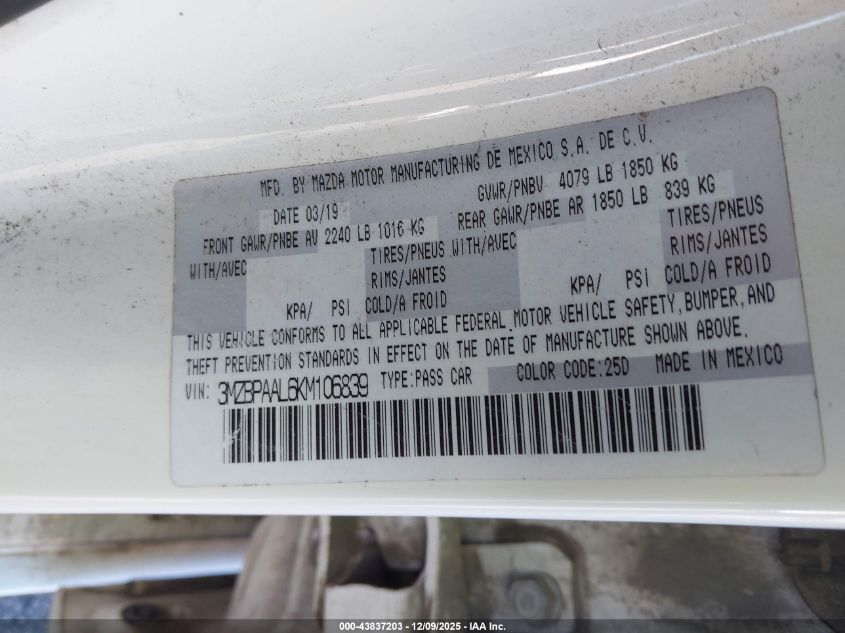 MFD. BY MAZDA MOTOR MANUFACTURING DE MEXICO S.A. DE C.V.
DATE 03/19 GVWR/PNBV 4079 LB 1850 KG
FRONT GAWR/PNBE AV 2240 LB 1016 KG REAR GAWR/PNBE AR 1850 LB 839 KG
WITH/AVEC TIRES/PNEUS WITH/AVEC TIRES/PNEUS
RIMS/JANTES RIMS/JANTES
KPA/ PSI COLD/A FROID KPA/ PSI COLD/A FROID
THIS VEHICLE CONFORMS TO ALL APPLICABLE FEDERAL MOTOR VEHICLE SAFETY, BUMPER, AND
THEFT PREVENTION STANDARDS IN EFFECT ON THE DATE OF MANUFACTURE SHOWN ABOVE.
VIN: 3MZBPAAL6KM106839 TYPE:PASS CAR COLOR CODE:25D MADE IN MEXICO
000-43837203 - 12/09/2025 - IAA Inc.